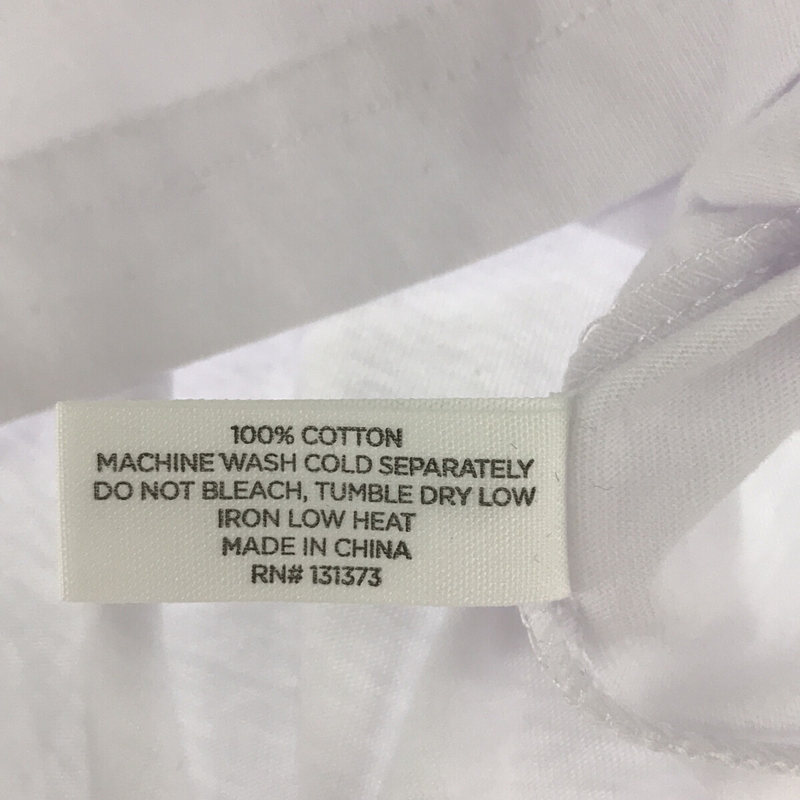 100% COTTON
MACHINE WASH COLD SEPARATELY
DO NOT BLEACH, TUMBLE DRY LOW
IRON LOW HEAT
MADE IN CHINA
RN# 131373